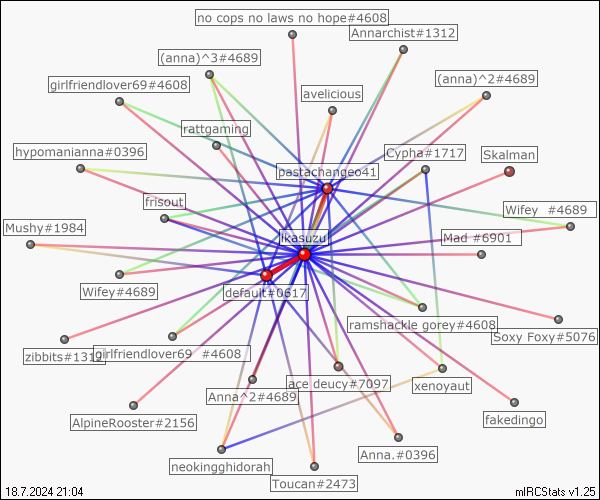 no cops no laws no hope#4608
Annarchist#1312
(anna)^3#4689
(anna)^2#4689
girlfriendlover69#4608
avelicious
rattgaming
hypomanianna#0396
Cypha#1717
Skalman
pastachangeo41
frisout
Wifey #4689
Mushy#1984
ikasuzu
Mad #6901
Wifey#4689
default#0617
ramshackle gorey#4608
Soxy Foxy#5076
zibbits#1312
girlfriendlover69 #4608
ace deucy#7097
xenoyaut
Anna^2#4689
fakedingo
AlpineRooster#2156
Anna.#0396
neokingghidorah
Toucan#2473
18.7.2024 21:04
mIRCStats v1.25